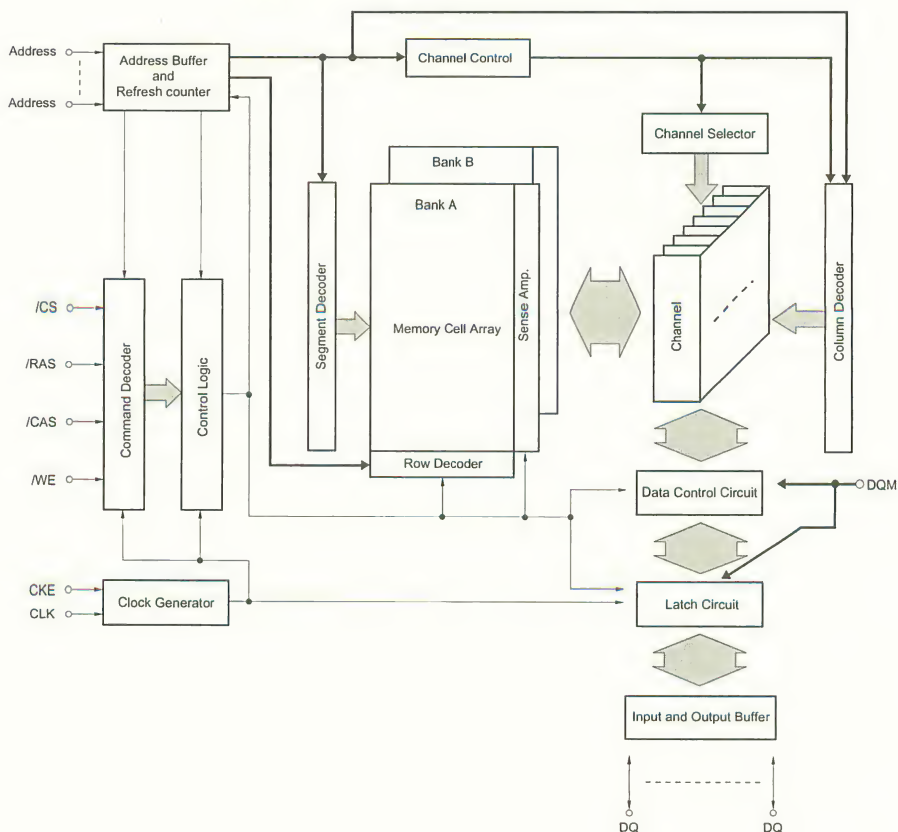 Address
Address
Address Buffer
and
Refresh counter
Channel Control
Channel Selector
Bank B
Bank A
Segment Decoder
Memory Cell Array
Sense Amp.
Row Decoder
Channel
Column Decoder
/CS
/RAS
/CAS
/WE
Command Decoder
Control Logic
Data Control Circuit
DQM
CKE
CLK
Clock Generator
Latch Circuit
Input and Output Buffer
DQ
DQ